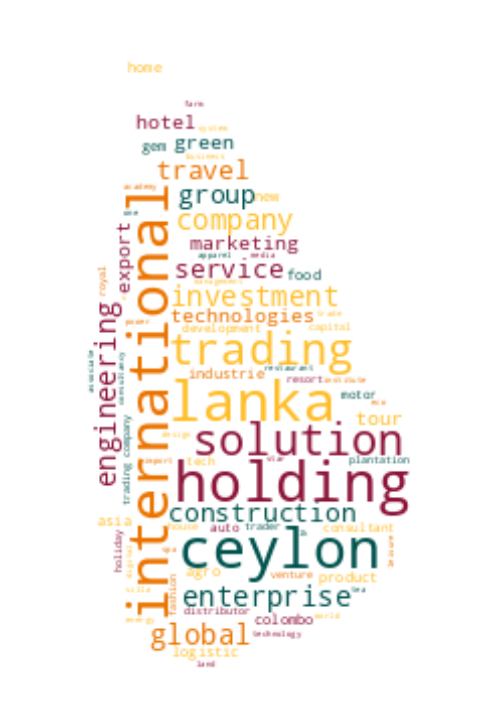 home
farm
hotel
system
gem
green
business
travel
academy
group
new
one
company
export
marketing
apparel
media
service
food
royal
management
international
investment
technologies
trade
power
development
capital
engineering
trading
associate
consultancy
restaurant
industrie
resort
institute
lanka
motor
eco
trading company
tour
design
solution
import
tech
star
plantation
holding
construction
asia
house
auto
trader
consultant
holiday
ceylon
leisure
digital
spa
agro
venture
product
fashion
villa
enterprise
tea
distributor
energy
colombo
world
global
technology
logistic
land